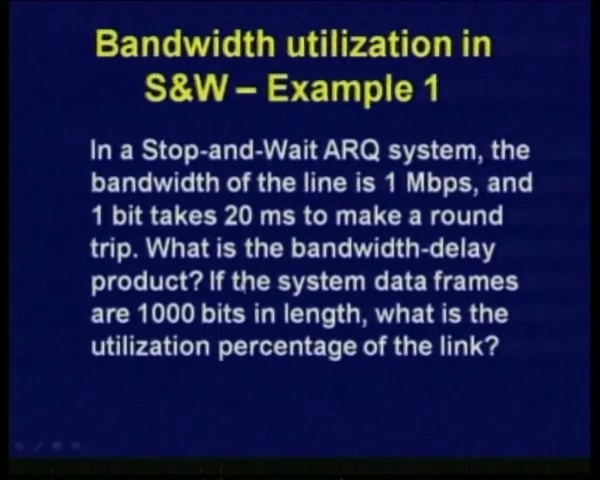 Bandwidth utilization in
S&W – Example 1
In a Stop-and-Wait ARQ system, the
bandwidth of the line is 1 Mbps, and
1 bit takes 20 ms to make a round
trip. What is the bandwidth-delay
product? If the system data frames
are 1000 bits in length, what is the
utilization percentage of the link?